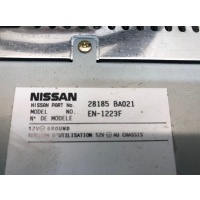 NISSAN
NISSAN PART No. 28185 BA021
MODEL No. EN-1223F
N° DE MODELE
12V GROUND
D'UTILISATION 12V AU CHASSIS